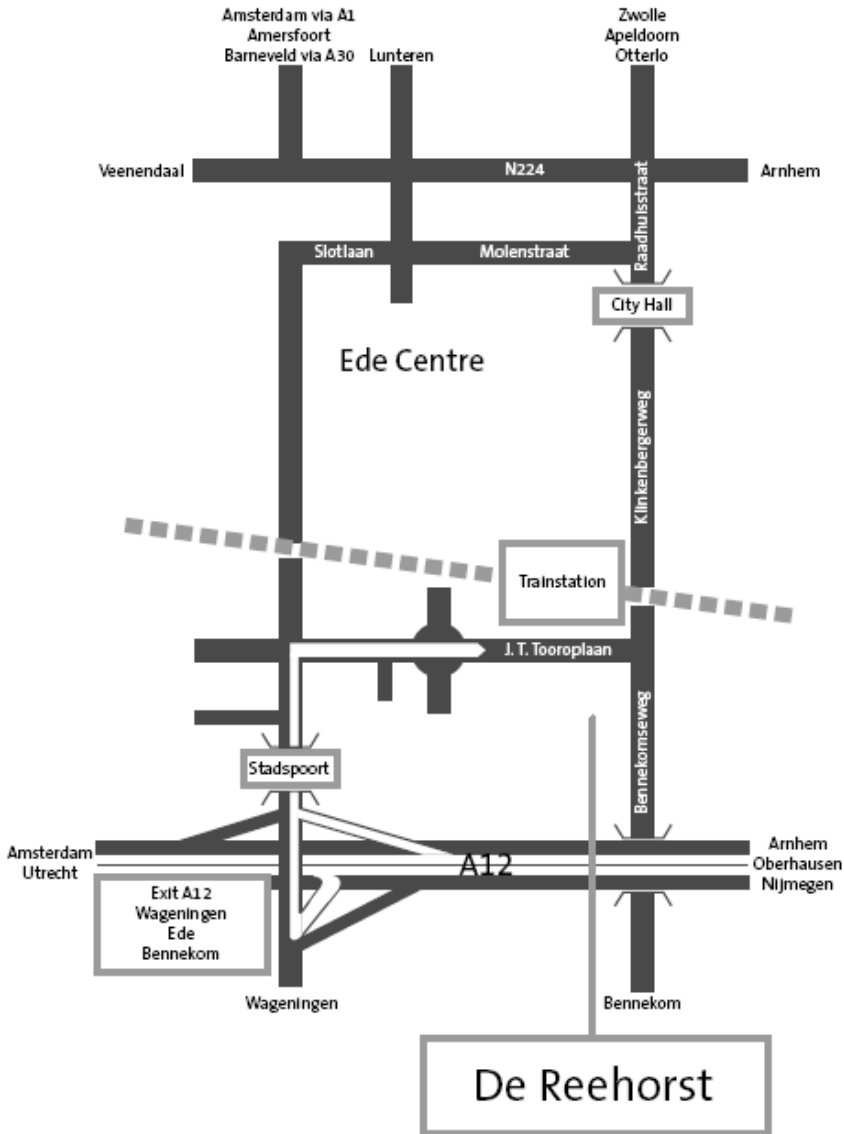 Amsterdam via A1
Amersfoort
Barneveld via A30
Lunteren
Zwolle
Apeldoorn
Otterlo
Veenendaal
N224
Arnhem
Raadhuisstraat
Slotlaan
Molenstraat
City Hall
Ede Centre
Klinkenbergerweg
Trainstation
J. T. Tooroplaan
Bennekomseweg
Stadspoort
Amsterdam
Utrecht
A12
Arnhem
Oberhausen
Nijmegen
Exit A12
Wageningen
Ede
Bennekom
Wageningen
Bennekom
De Reehorst